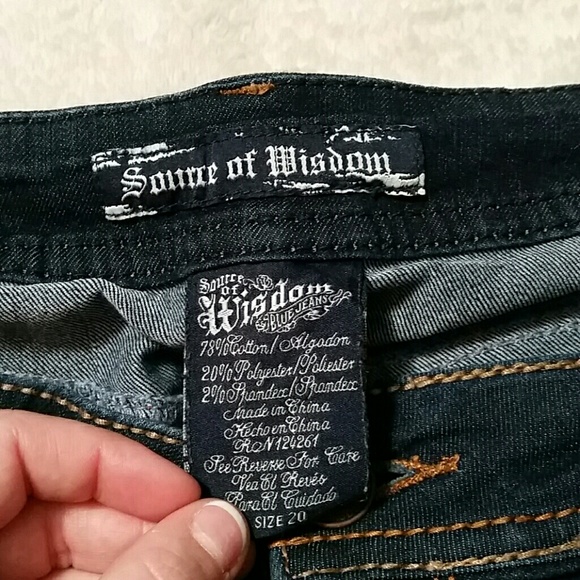 Source of Wisdom
Source
of
Wisdom
BLUE JEANS
78% Cotton / Algodon
20% Polyester / Poliester
2% Spandex / Spandex
Made in China
Hecho en China
RN 124261
See Reverse For Care
Vea El Revés
Para El Cuidado
SIZE 20